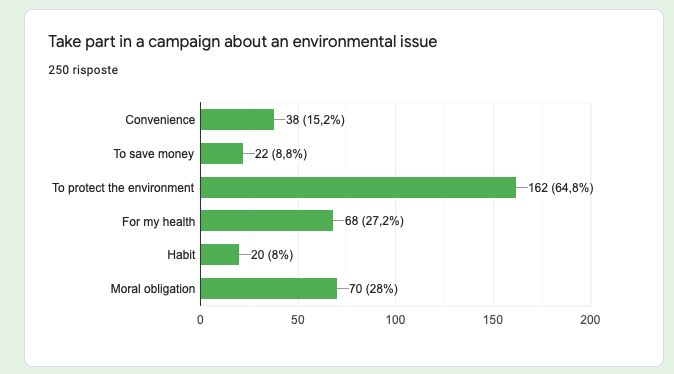 Take part in a campaign about an environmental issue
250 risposte
Convenience 38 (15,2%)
To save money 22 (8,8%)
To protect the environment 162 (64,8%)
For my health 68 (27,2%)
Habit 20 (8%)
Moral obligation 70 (28%)
0 50 100 150 200